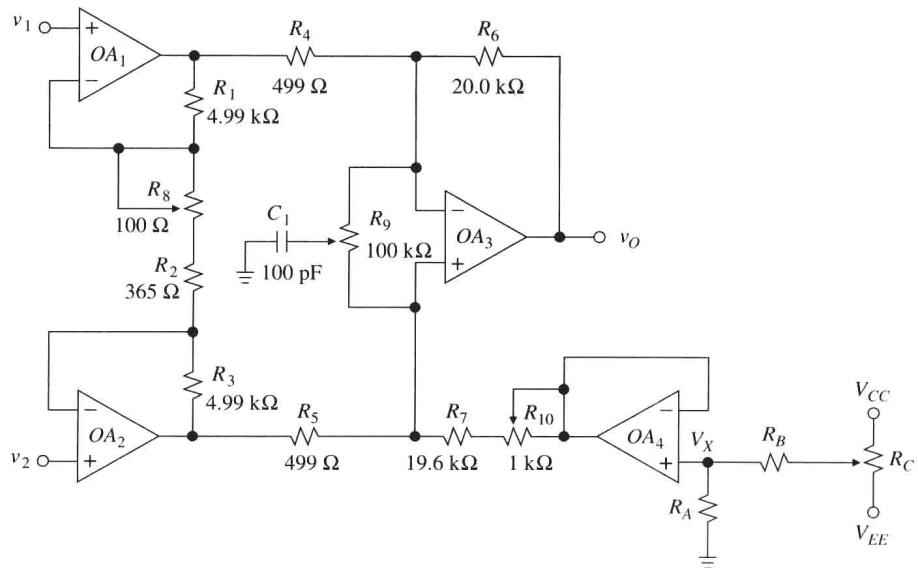 v1
+
OA1
−
R4
499 Ω
R6
20.0 kΩ
R1
4.99 kΩ
R8
100 Ω
C1
100 pF
R9
100 kΩ
−
OA3
+
vO
R2
365 Ω
R3
4.99 kΩ
−
OA2
+
v2
R5
499 Ω
R7
19.6 kΩ
R10
1 kΩ
−
OA4
+
VX
RB
VCC
RC
RA
VEE